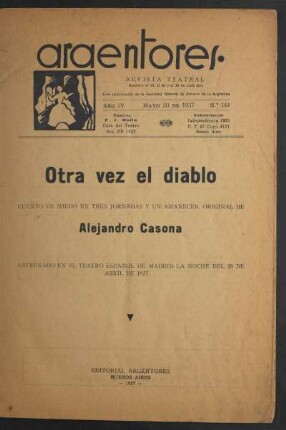 argentores
REVISTA TEATRAL
AÑO IV
MAYO 20 DE 1937
N.º 144
Otra vez el diablo
CUENTO DE MIEDO EN TRES JORNADAS Y UN AMANECER, ORIGINAL DE
Alejandro Casona
ESTRENADO EN EL TEATRO ESPAÑOL DE MADRID LA NOCHE DEL 26 DE
ABRIL DE
EDITORIAL ARGENTORES
BUENOS AIRES
— 1937 —